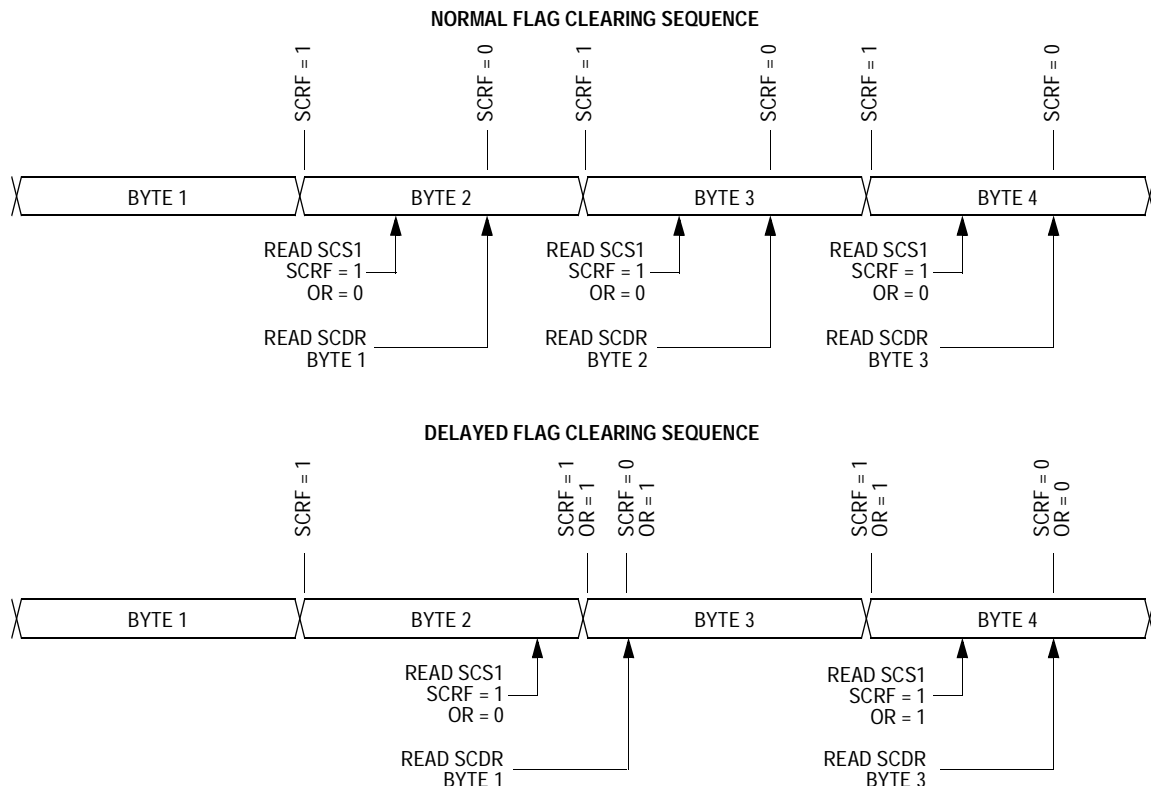 NORMAL FLAG CLEARING SEQUENCE
SCRF = 1
SCRF = 0
SCRF = 1
SCRF = 0
SCRF = 1
SCRF = 0
BYTE 1
BYTE 2
BYTE 3
BYTE 4
READ SCS1
SCRF = 1
OR = 0
READ SCS1
SCRF = 1
OR = 0
READ SCS1
SCRF = 1
OR = 0
READ SCDR
BYTE 1
READ SCDR
BYTE 2
READ SCDR
BYTE 3
DELAYED FLAG CLEARING SEQUENCE
SCRF = 1
SCRF = 1
OR = 1
SCRF = 0
OR = 1
SCRF = 1
OR = 1
SCRF = 0
OR = 0
BYTE 1
BYTE 2
BYTE 3
BYTE 4
READ SCS1
SCRF = 1
OR = 0
READ SCS1
SCRF = 1
OR = 1
READ SCDR
BYTE 1
READ SCDR
BYTE 3